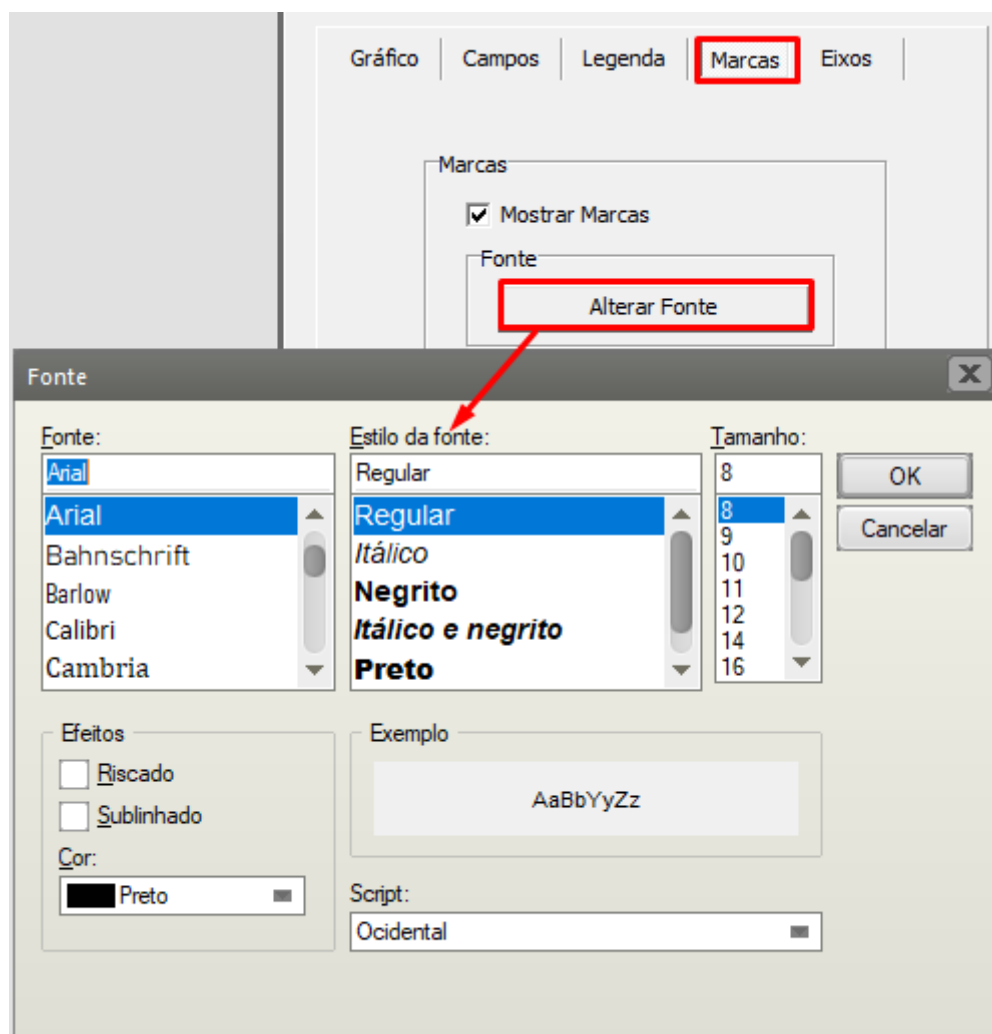 Gráfico Campos Legenda Marcas Eixos
Marcas
Mostrar Marcas
Fonte
Alterar Fonte
Fonte
Fonte: Estilo da fonte: Tamanho:
Arial Regular 8 OK
Arial Regular 8 Cancelar
Bahnschrift Itálico 9
Barlow Negrito 10
Calibri Itálico e negrito 11
Cambria Preto 12
14
16
Efeitos Exemplo
Riscado
Sublinhado AaBbYyZz
Cor:
Preto Script:
Ocidental